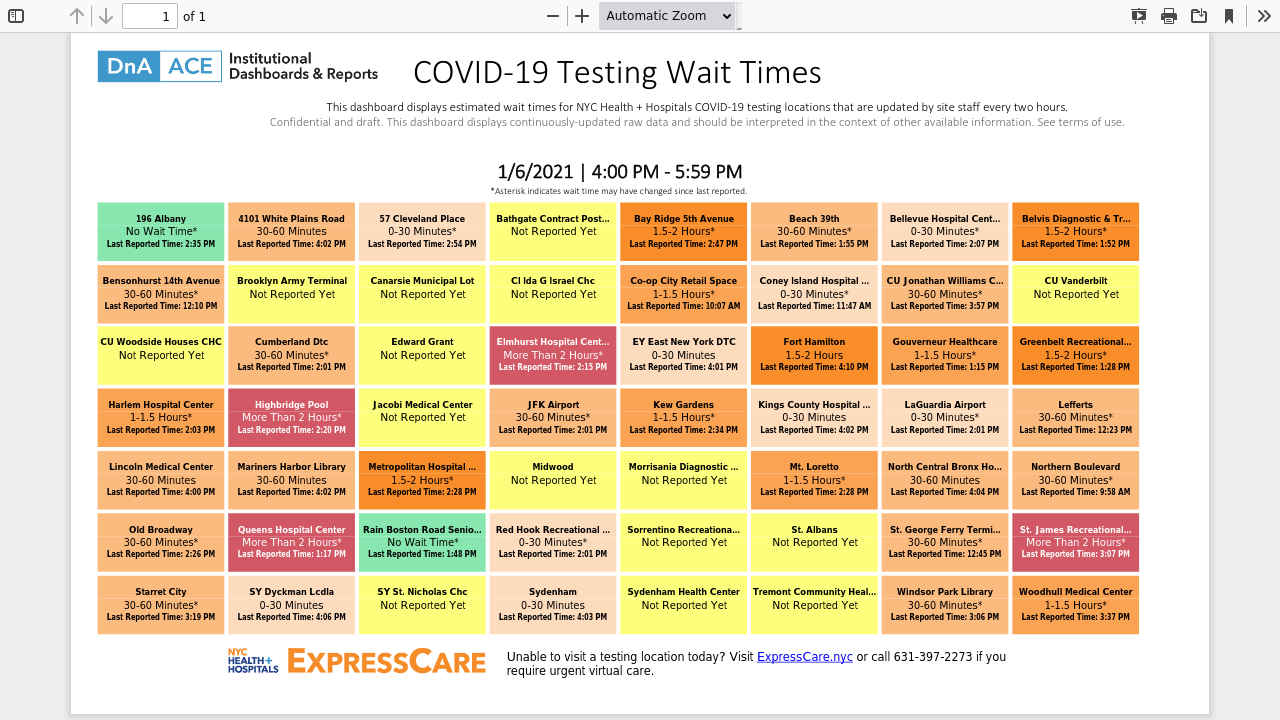 1 of 1 Automatic Zoom
DnA ACE Institutional Dashboards & Reports
COVID-19 Testing Wait Times
This dashboard displays estimated wait times for NYC Health + Hospitals COVID-19 testing locations that are updated by site staff every two hours.
Confidential and draft. This dashboard displays continuously-updated raw data and should be interpreted in the context of other available information. See terms of use.
1/6/2021 | 4:00 PM - 5:59 PM
*Asterisk indicates wait time may have changed since last reported.
196 Albany
No Wait Time*
Last Reported Time: 2:35 PM
4101 White Plains Road
30-60 Minutes
Last Reported Time: 4:02 PM
57 Cleveland Place
0-30 Minutes*
Last Reported Time: 2:54 PM
Bathgate Contract Post...
Not Reported Yet
Bay Ridge 5th Avenue
1.5-2 Hours*
Last Reported Time: 2:47 PM
Beach 39th
30-60 Minutes*
Last Reported Time: 1:55 PM
Bellevue Hospital Cent...
0-30 Minutes*
Last Reported Time: 2:07 PM
Belvis Diagnostic & Tr...
1.5-2 Hours*
Last Reported Time: 1:52 PM
Bensonhurst 14th Avenue
30-60 Minutes*
Last Reported Time: 12:10 PM
Brooklyn Army Terminal
Not Reported Yet
Canarsie Municipal Lot
Not Reported Yet
Cl Ida G Israel Chc
Not Reported Yet
Co-op City Retail Space
1-1.5 Hours*
Last Reported Time: 10:07 AM
Coney Island Hospital ...
0-30 Minutes*
Last Reported Time: 11:47 AM
CU Jonathan Williams C...
30-60 Minutes*
Last Reported Time: 3:57 PM
CU Vanderbilt
Not Reported Yet
CU Woodside Houses CHC
Not Reported Yet
Cumberland Dtc
30-60 Minutes*
Last Reported Time: 2:01 PM
Edward Grant
Not Reported Yet
Elmhurst Hospital Cent...
More Than 2 Hours*
Last Reported Time: 2:15 PM
EY East New York DTC
0-30 Minutes
Last Reported Time: 4:01 PM
Fort Hamilton
1.5-2 Hours
Last Reported Time: 4:10 PM
Gouverneur Healthcare
1-1.5 Hours*
Last Reported Time: 1:15 PM
Greenbelt Recreational...
1.5-2 Hours*
Last Reported Time: 1:28 PM
Harlem Hospital Center
1-1.5 Hours*
Last Reported Time: 2:03 PM
Highbridge Pool
More Than 2 Hours*
Last Reported Time: 2:20 PM
Jacobi Medical Center
Not Reported Yet
JFK Airport
30-60 Minutes*
Last Reported Time: 2:01 PM
Kew Gardens
1-1.5 Hours*
Last Reported Time: 2:34 PM
Kings County Hospital ...
0-30 Minutes
Last Reported Time: 4:02 PM
LaGuardia Airport
0-30 Minutes*
Last Reported Time: 2:01 PM
Lefferts
30-60 Minutes*
Last Reported Time: 12:23 PM
Lincoln Medical Center
30-60 Minutes
Last Reported Time: 4:00 PM
Mariners Harbor Library
30-60 Minutes
Last Reported Time: 4:02 PM
Metropolitan Hospital ...
1.5-2 Hours*
Last Reported Time: 2:28 PM
Midwood
Not Reported Yet
Morrisania Diagnostic ...
Not Reported Yet
Mt. Loretto
1-1.5 Hours*
Last Reported Time: 2:28 PM
North Central Bronx Ho...
30-60 Minutes
Last Reported Time: 4:04 PM
Northern Boulevard
30-60 Minutes*
Last Reported Time: 9:58 AM
Old Broadway
30-60 Minutes*
Last Reported Time: 2:26 PM
Queens Hospital Center
More Than 2 Hours*
Last Reported Time: 1:17 PM
Rain Boston Road Senio...
No Wait Time*
Last Reported Time: 1:48 PM
Red Hook Recreational ...
0-30 Minutes*
Last Reported Time: 2:01 PM
Sorrentino Recreationa...
Not Reported Yet
St. Albans
Not Reported Yet
St. George Ferry Termi...
30-60 Minutes*
Last Reported Time: 12:45 PM
St. James Recreational...
More Than 2 Hours*
Last Reported Time: 3:07 PM
Starret City
30-60 Minutes*
Last Reported Time: 3:19 PM
SY Dyckman Lcdla
0-30 Minutes
Last Reported Time: 4:06 PM
SY St. Nicholas Chc
Not Reported Yet
Sydenham
0-30 Minutes
Last Reported Time: 4:03 PM
Sydenham Health Center
Not Reported Yet
Tremont Community Heal...
Not Reported Yet
Windsor Park Library
30-60 Minutes*
Last Reported Time: 3:06 PM
Woodhull Medical Center
1-1.5 Hours*
Last Reported Time: 3:37 PM
NYC
HEALTH+
HOSPITALS
EXPRESSCARE
Unable to visit a testing location today? Visit ExpressCare.nyc or call 631-397-2273 if you
require urgent virtual care.